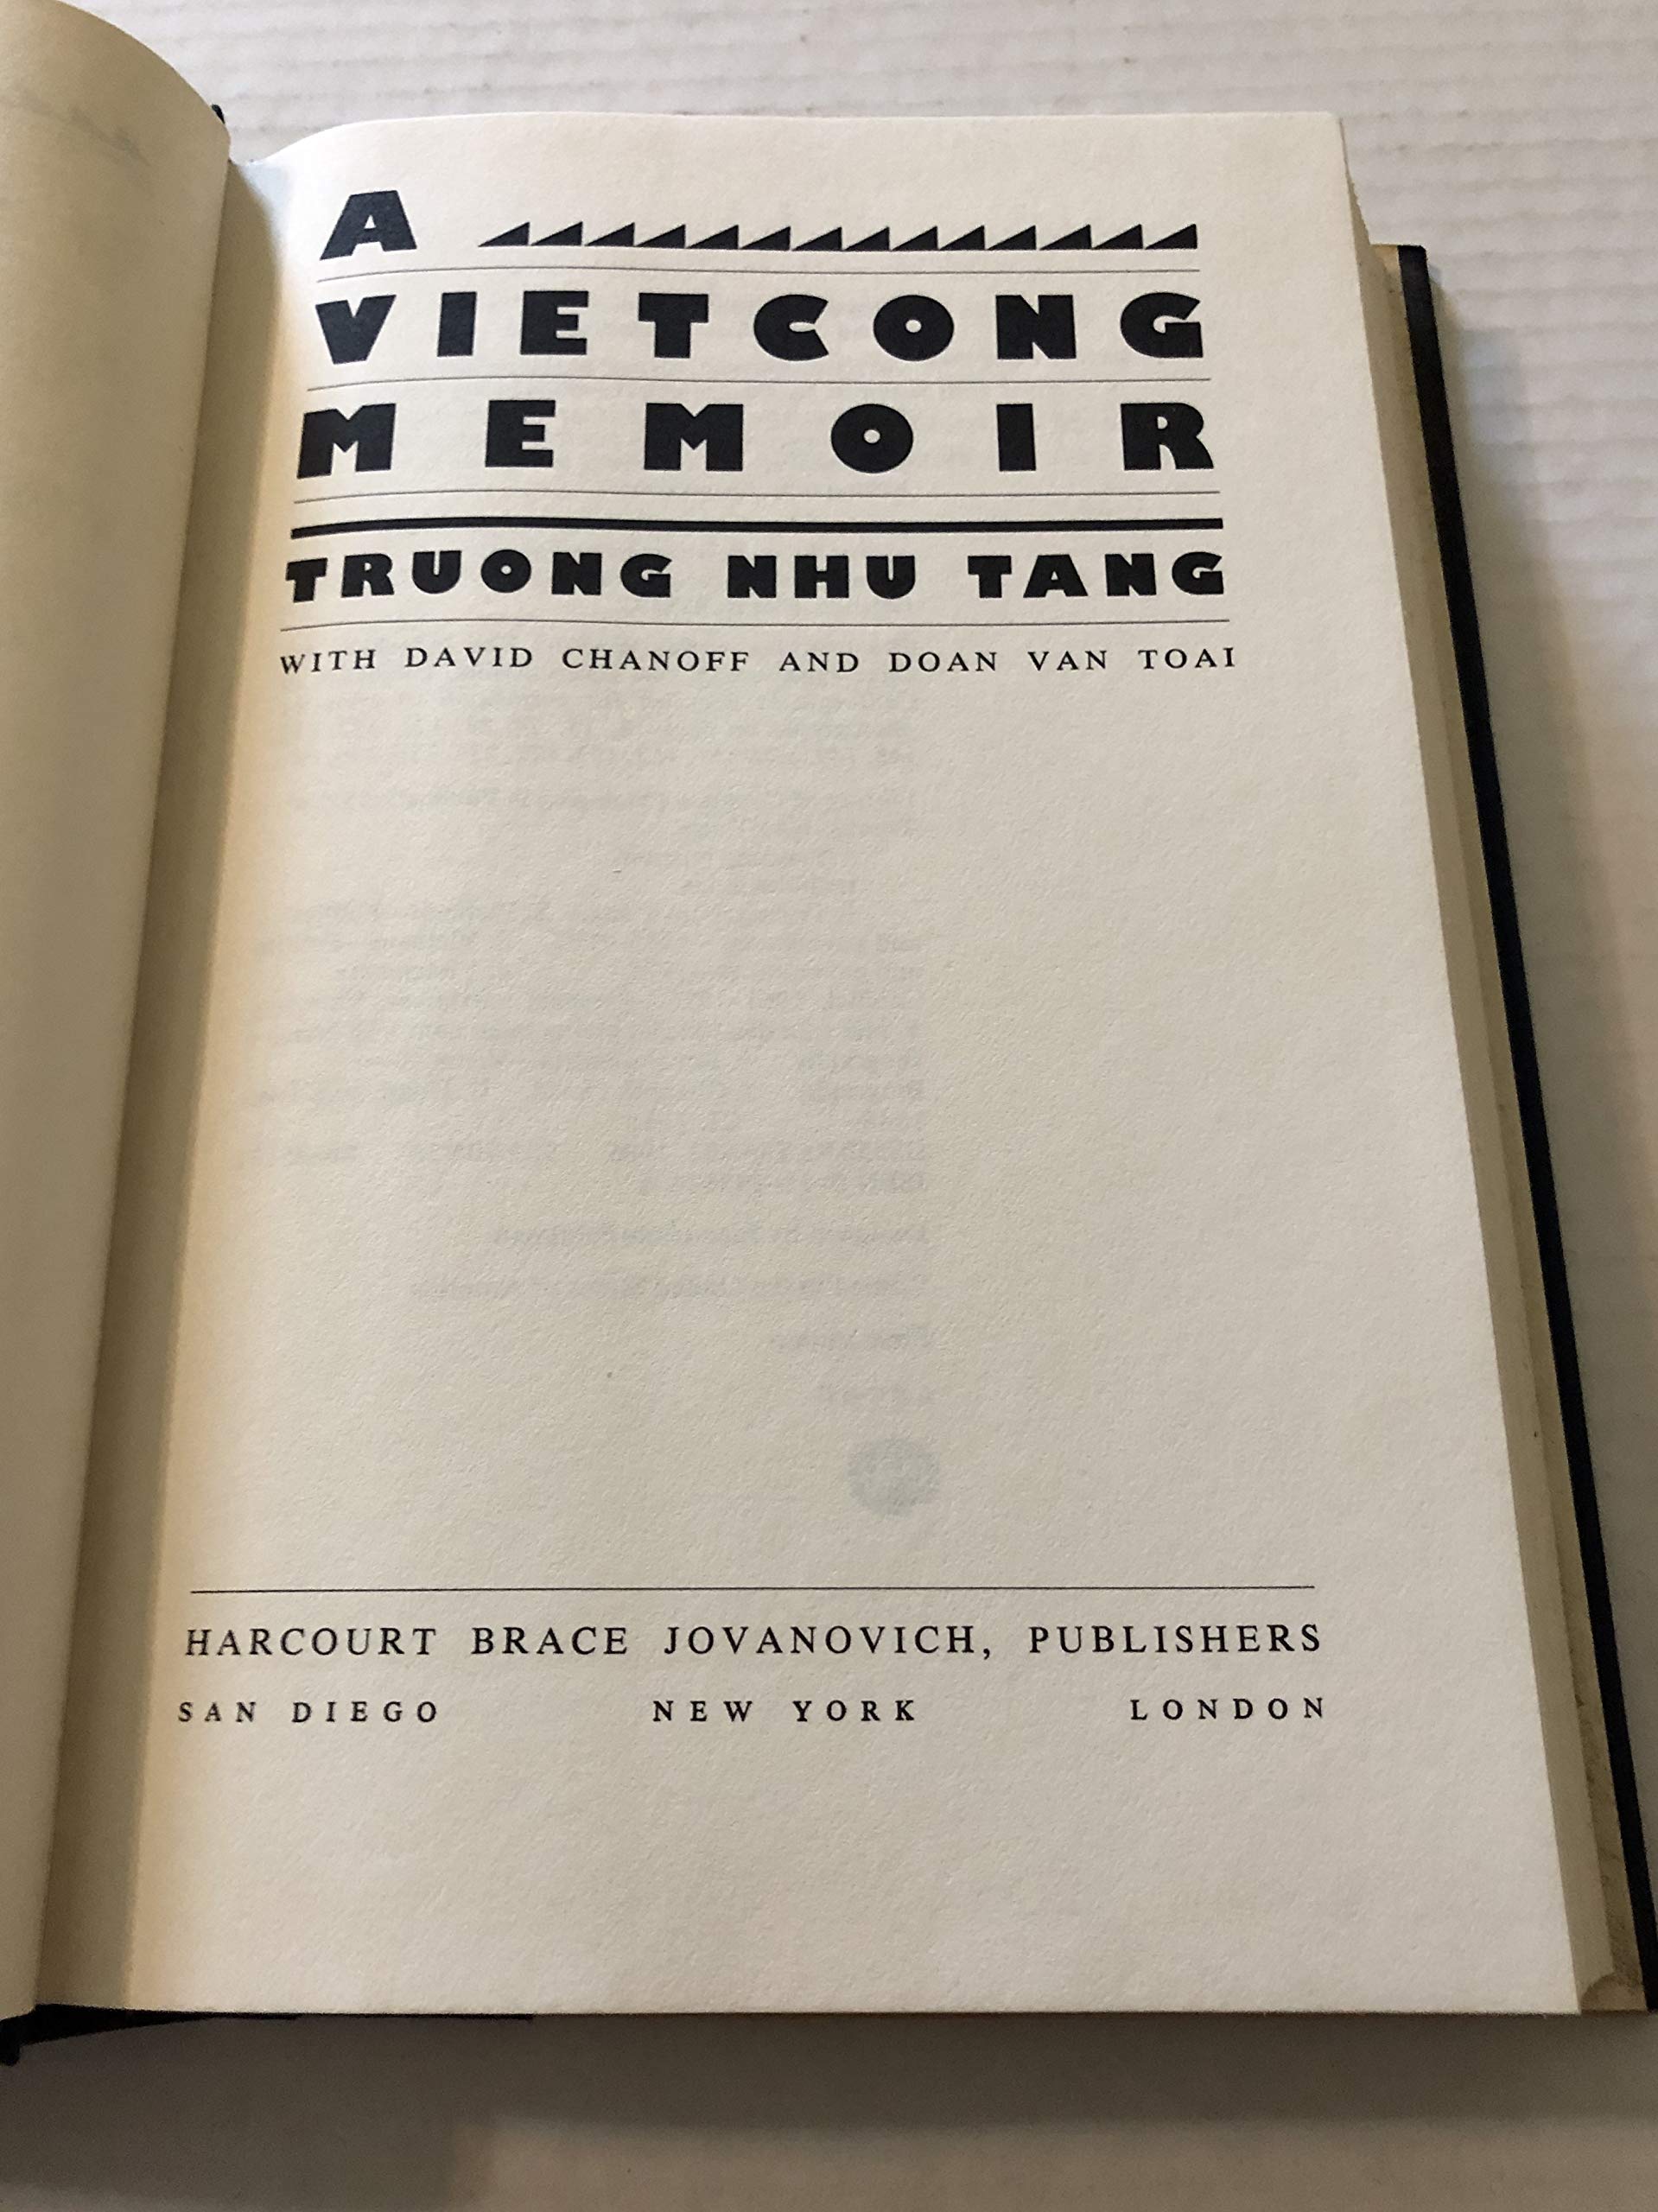 A
VIETCONG
MEMOIR
TRUONG NHU TANG
WITH DAVID CHANOFF AND DOAN VAN TOAI
HARCOURT BRACE JOVANOVICH, PUBLISHERS
SAN DIEGO NEW YORK LONDON